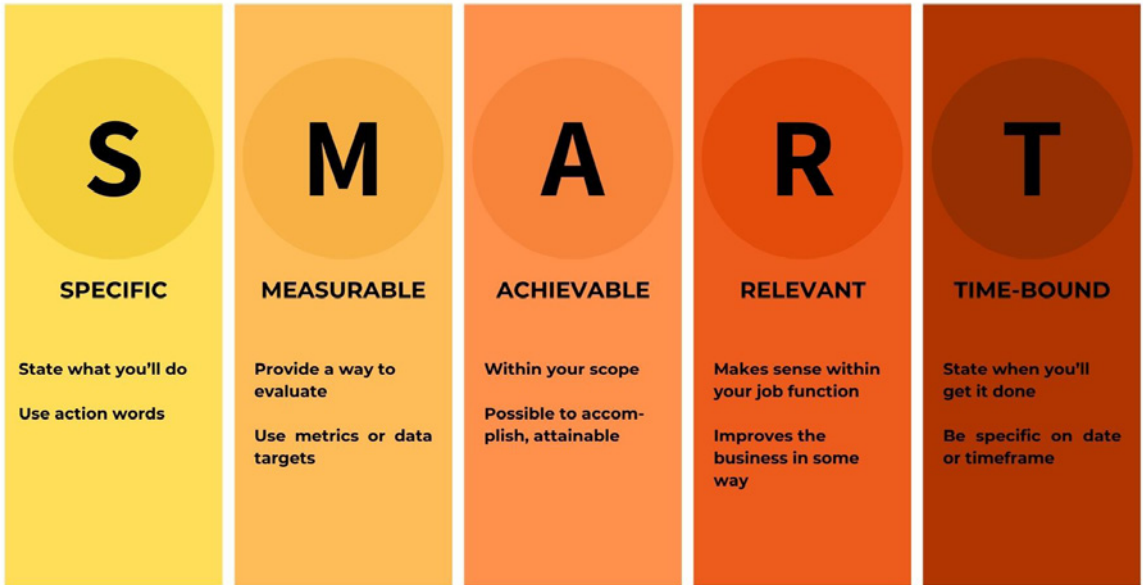 S
SPECIFIC
State what you'll do
Use action words
M
MEASURABLE
Provide a way to
evaluate
Use metrics or data
targets
A
ACHIEVABLE
Within your scope
Possible to accom-
plish, attainable
R
RELEVANT
Makes sense within
your job function
Improves the
business in some
way
T
TIME-BOUND
State when you'll
get it done
Be specific on date
or timeframe